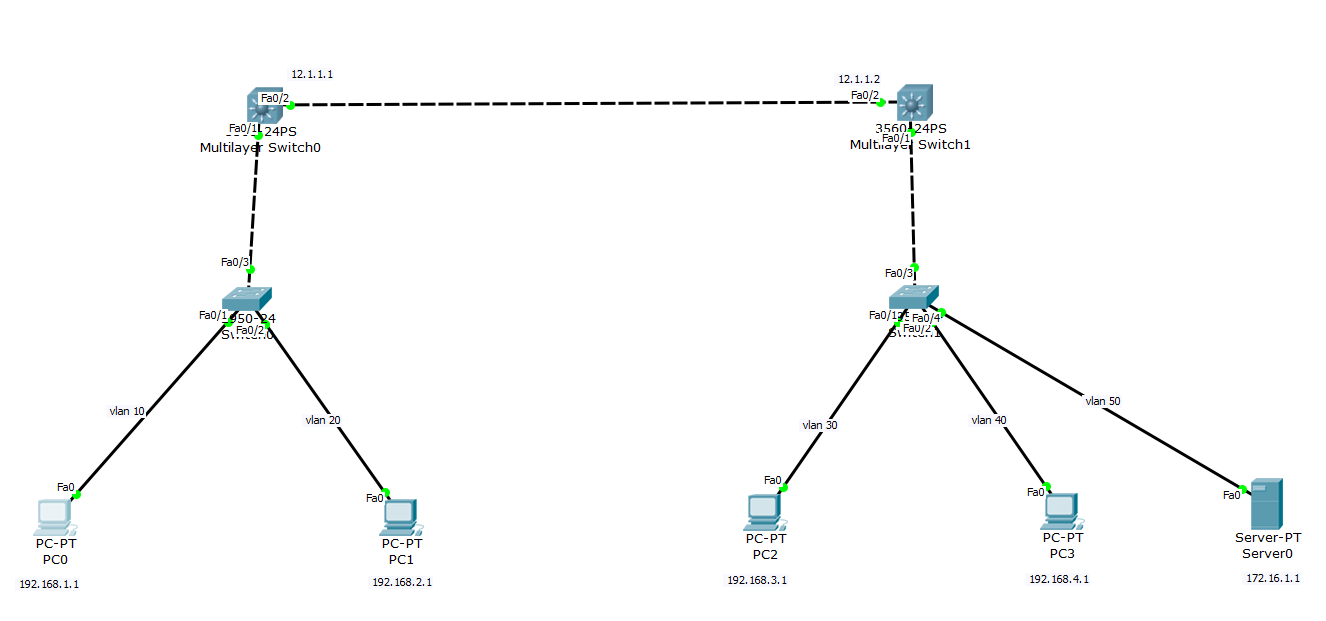 12.1.1.1
12.1.1.2
Fa0/2
Fa0/2
Fa0/1
24PS
Multilayer Switch0
3560-24PS
Fa0/1
Multilayer Switch1
Fa0/3
Fa0/3
Fa0/1
950-24
Fa0/2
Switch0
Fa0/1
Fa0/4
Fa0/2
Switch1
vlan 10
vlan 20
vlan 30
vlan 40
vlan 50
Fa0
Fa0
Fa0
Fa0
Fa0
PC-PT
PC0
192.168.1.1
PC-PT
PC1
192.168.2.1
PC-PT
PC2
192.168.3.1
PC-PT
PC3
192.168.4.1
Server-PT
Server0
172.16.1.1